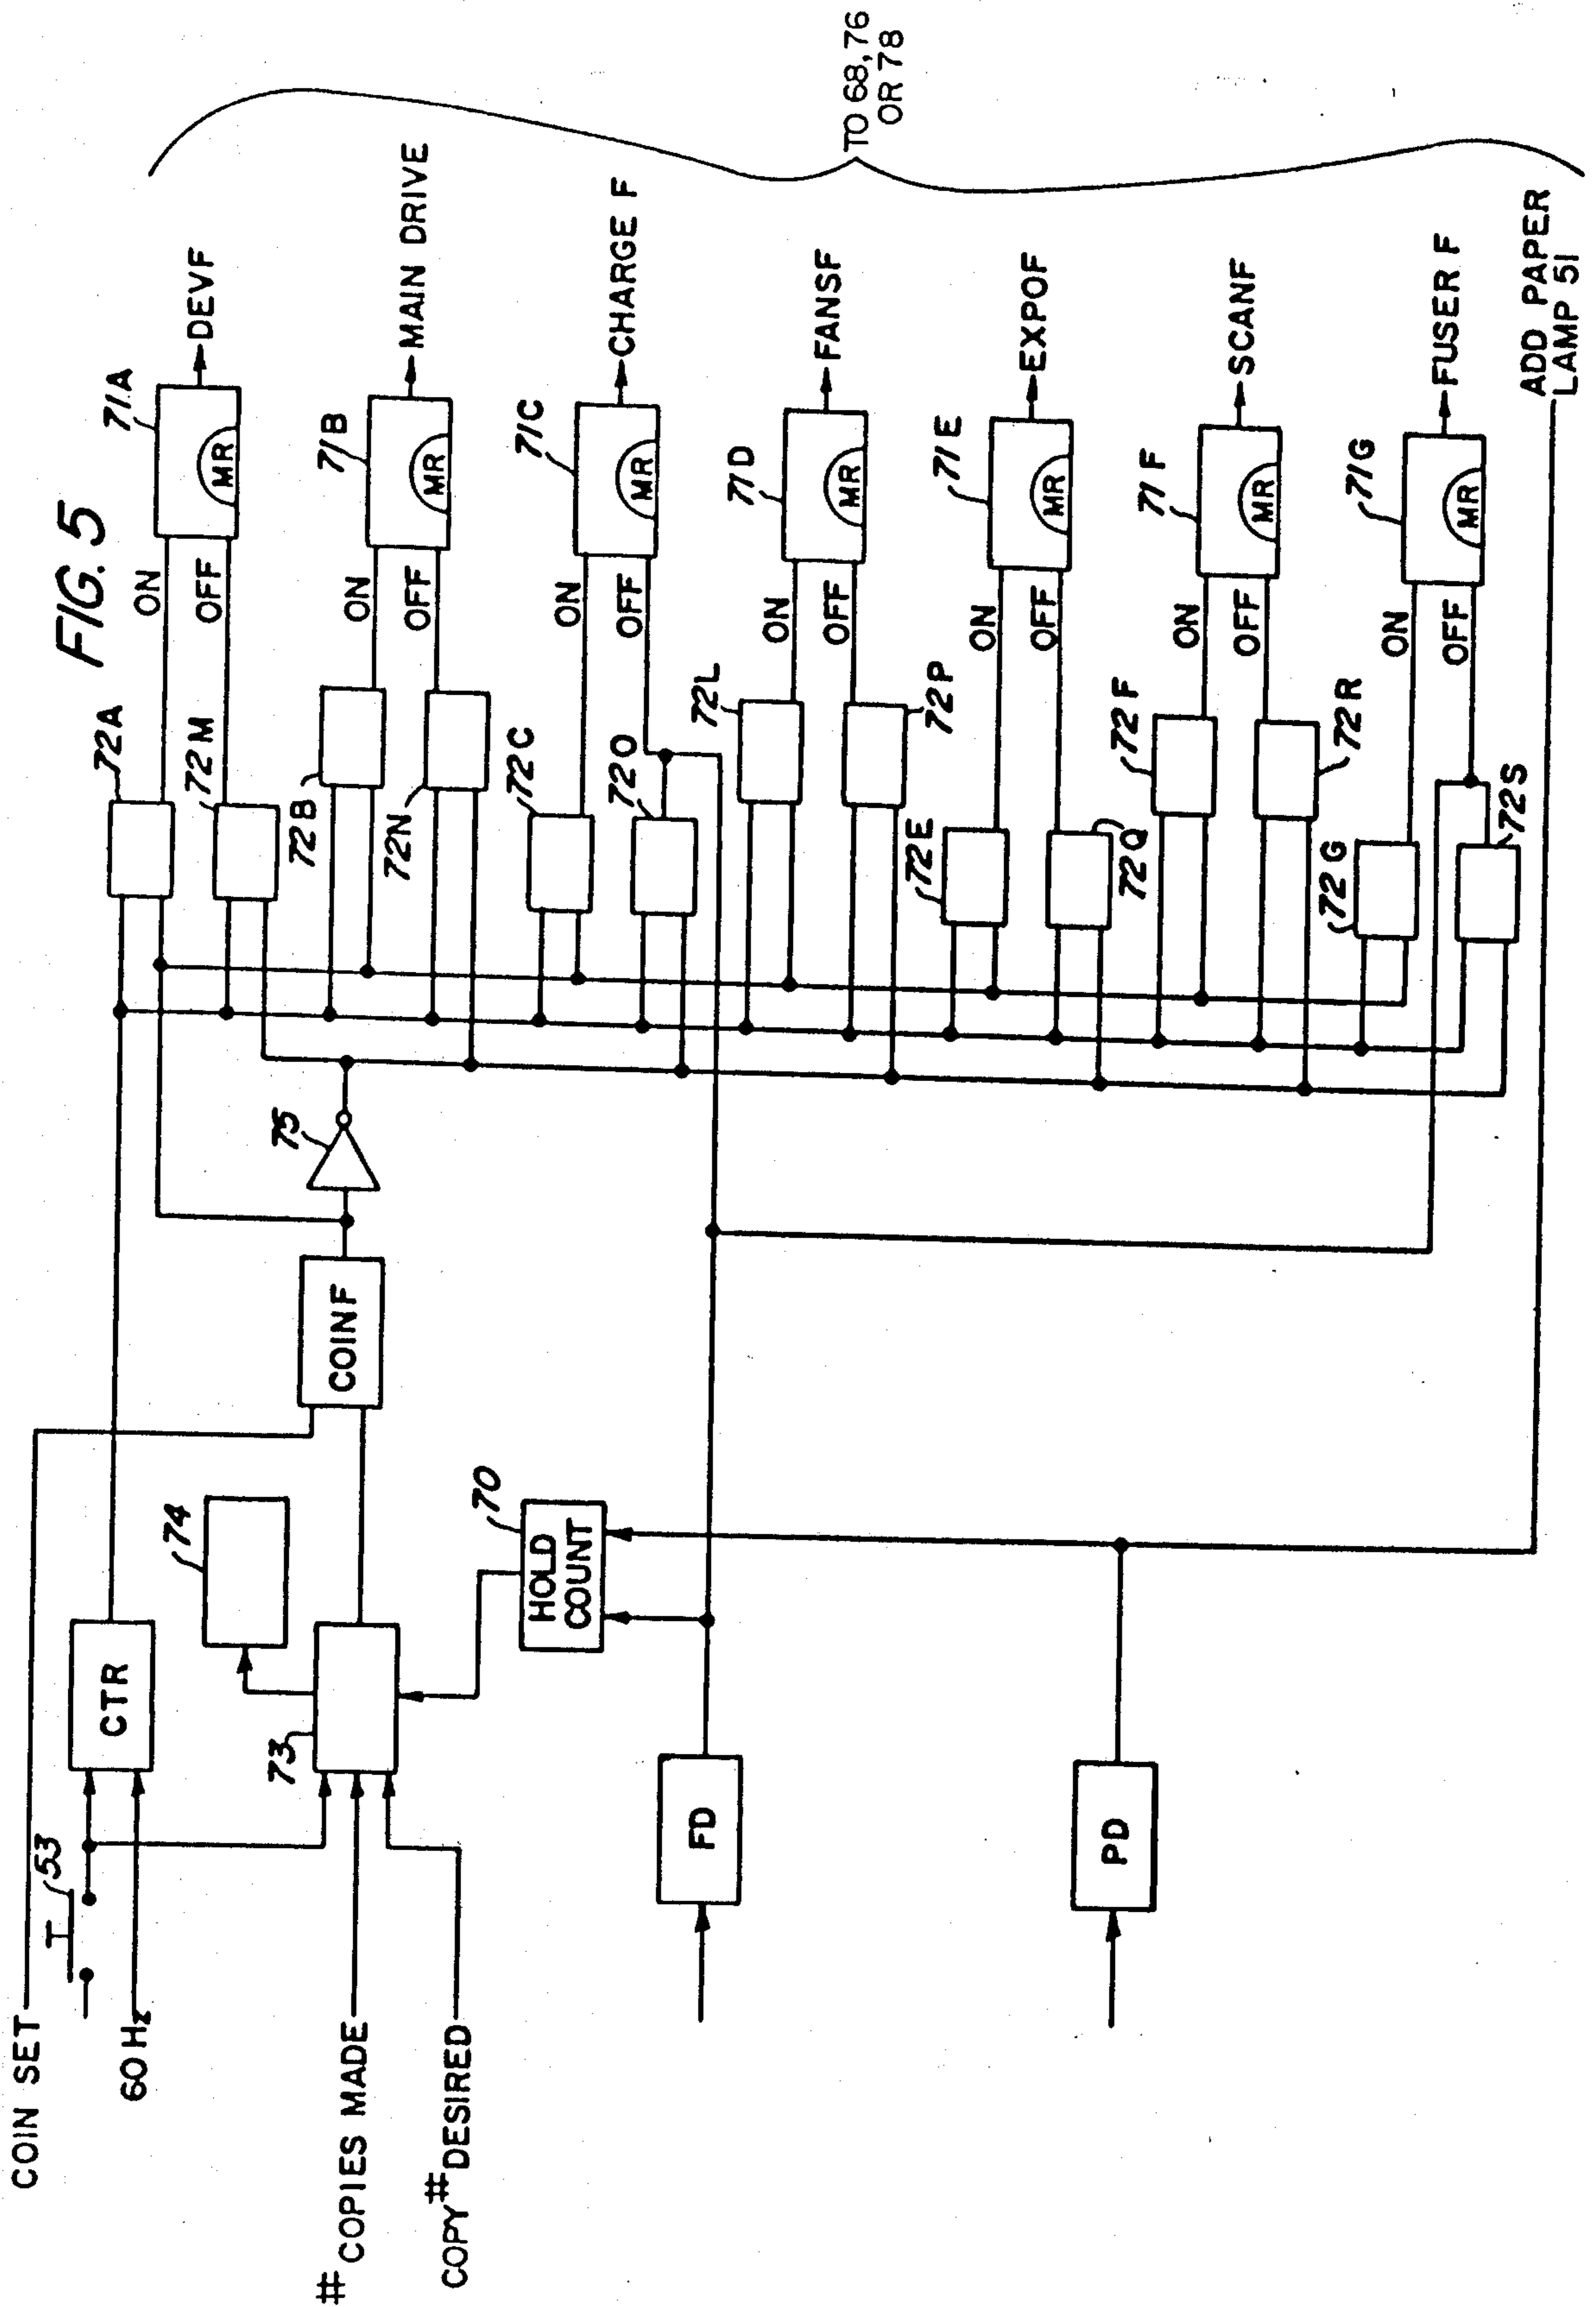 FIG. 5
COIN SET
T 53
60 Hz
# COPIES MADE
COPY # DESIRED
CTR
74
73
COINF
75
70
HOLD
COUNT
FD
PD
72A
72M
72B
72N
72C
72O
72L
72P
72E
72Q
72F
72R
72G
72S
ON
OFF
71A
MR
DEVF
ON
OFF
71B
MR
MAIN DRIVE
ON
OFF
71C
MR
CHARGE F
ON
OFF
71D
MR
FANSF
ON
OFF
71E
MR
EXPOF
ON
OFF
71F
MR
SCANF
ON
OFF
71G
MR
FUSER F
ADD PAPER
LAMP 51
TO 68, 76
OR 78